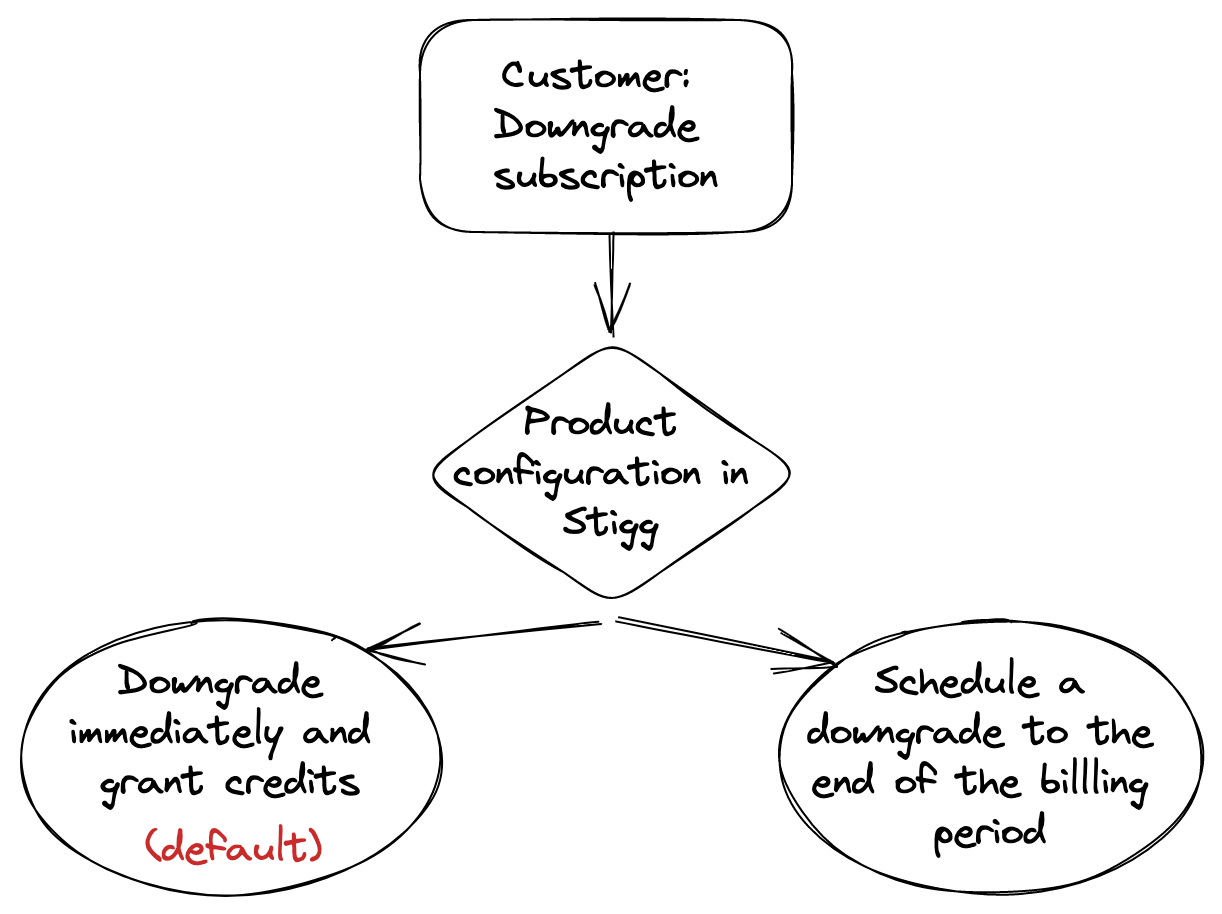 Customer:
Downgrade
subscription
Product
configuration in
Stigg
Downgrade
immediately and
grant credits
(default)
Schedule a
downgrade to the
end of the billling
period